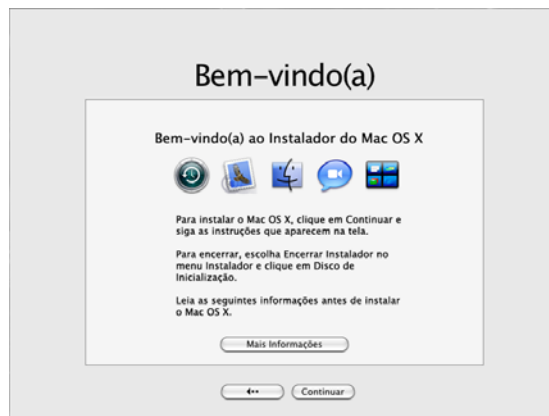 Bem-vindo(a)
Bem-vindo(a) ao Instalador do Mac OS X
Para instalar o Mac OS X, clique em Continuar e
siga as instruções que aparecem na tela.
Para encerrar, escolha Encerrar Instalador no
menu Instalador e clique em Disco de
Inicialização.
Leia as seguintes informações antes de instalar
o Mac OS X.
Mais Informações
Continuar